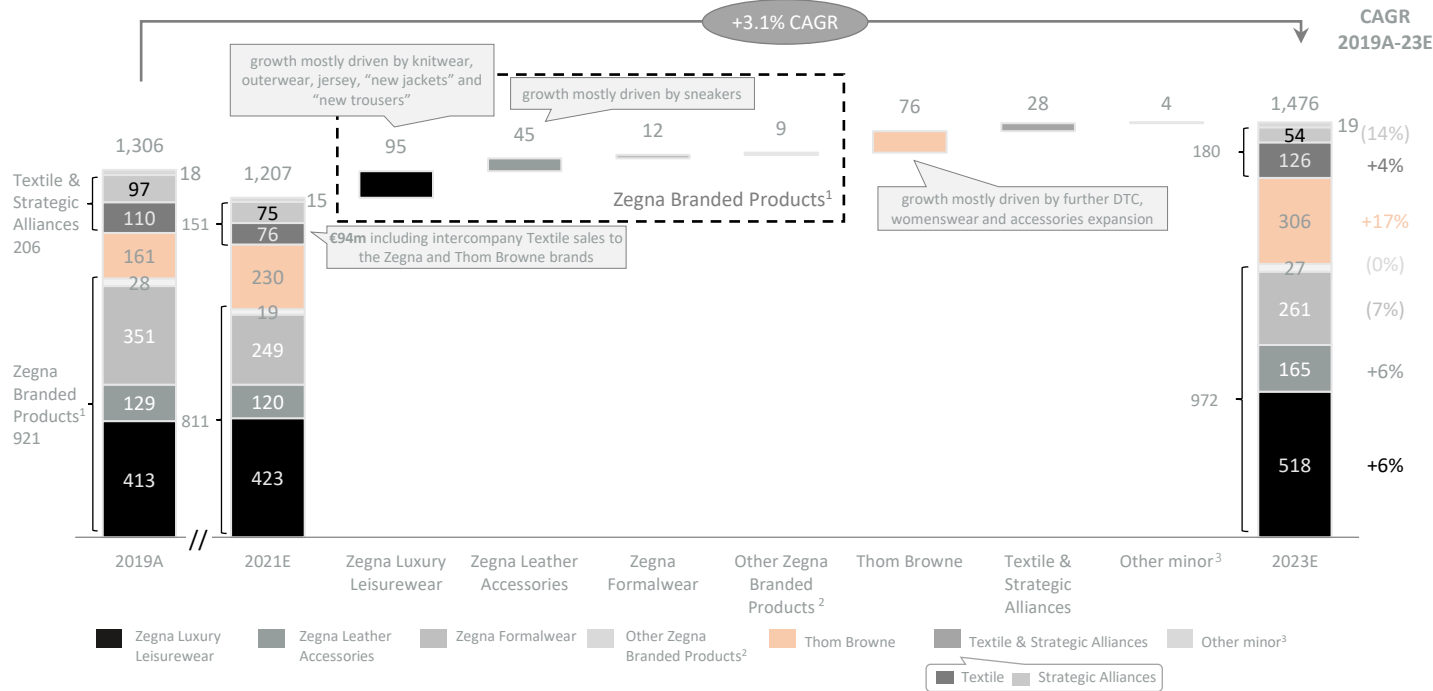 +3.1% CAGR
CAGR
2019A-23E
growth mostly driven by knitwear,
outerwear, jersey, “new jackets” and
“new trousers”
growth mostly driven by sneakers
95
45
12
9
76
28
4
Zegna Branded Products1
growth mostly driven by further DTC,
womenswear and accessories expansion
€94m including intercompany Textile sales to
the Zegna and Thom Browne brands
1,306
18
97
110
161
28
351
129
413
Textile &
Strategic
Alliances
206
Zegna
Branded
Products1
921
1,207
15
75
76
151
230
19
249
120
423
811
1,476
19
54
126
180
306
27
261
165
518
972
(14%)
+4%
+17%
(0%)
(7%)
+6%
+6%
//
2019A
2021E
Zegna Luxury
Leisurewear
Zegna Leather
Accessories
Zegna
Formalwear
Other Zegna
Branded
Products 2
Thom Browne
Textile &
Strategic
Alliances
Other minor3
2023E
Zegna Luxury
Leisurewear
Zegna Leather
Accessories
Zegna Formalwear
Other Zegna
Branded Products2
Thom Browne
Textile & Strategic Alliances
Other minor3
Textile
Strategic Alliances